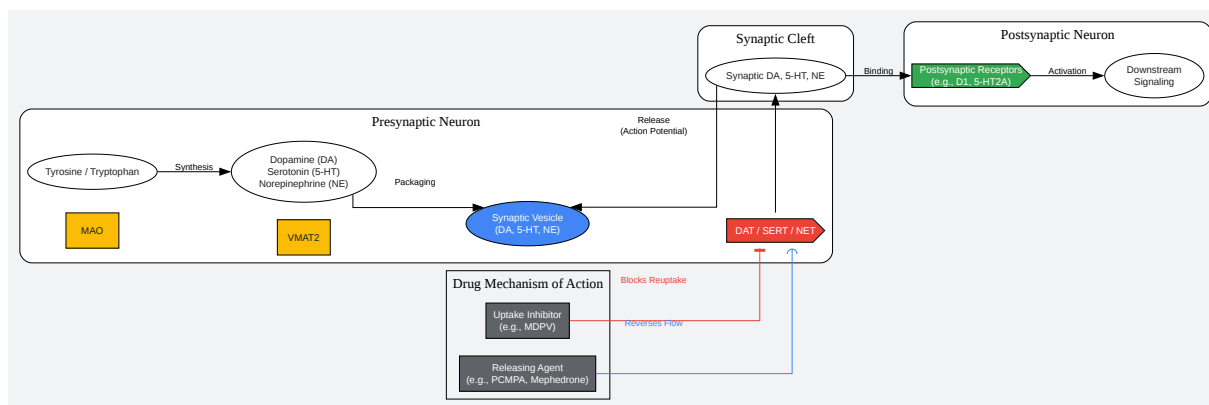 Synaptic Cleft
Postsynaptic Neuron
Synaptic DA, 5-HT, NE
Binding
Postsynaptic Receptors
(e.g., D1, 5-HT2A)
Activation
Downstream
Signaling
Presynaptic Neuron
Release
(Action Potential)
Tyrosine / Tryptophan
Synthesis
Dopamine (DA)
Serotonin (5-HT)
Norepinephrine (NE)
Packaging
Synaptic Vesicle
(DA, 5-HT, NE)
MAO
VMAT2
DAT / SERT / NET
Drug Mechanism of Action
Blocks Reuptake
Uptake Inhibitor
(e.g., MDPV)
Reverses Flow
Releasing Agent
(e.g., PCMPA, Mephedrone)